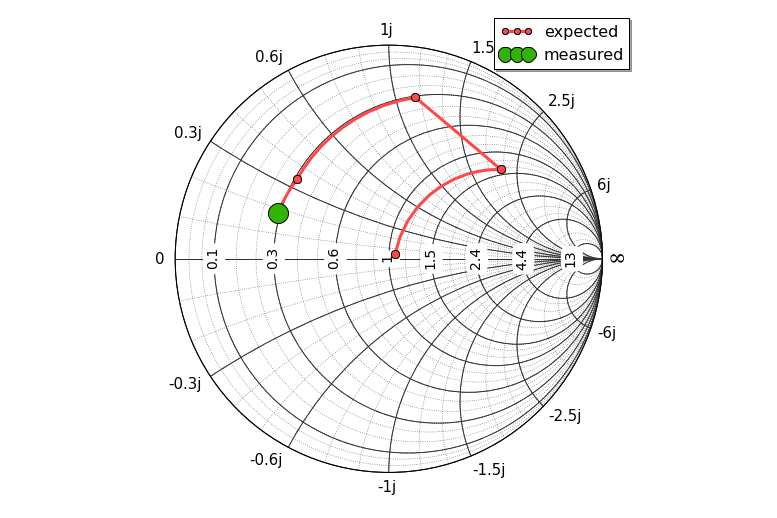 expected
measured
1j
0.6j
1.5
2.5j
0.3j
6j
0
0.1
0.3
0.6
1
1.5
2.4
4.4
13
∞
-0.3j
-6j
-0.6j
-2.5j
-1j
-1.5j